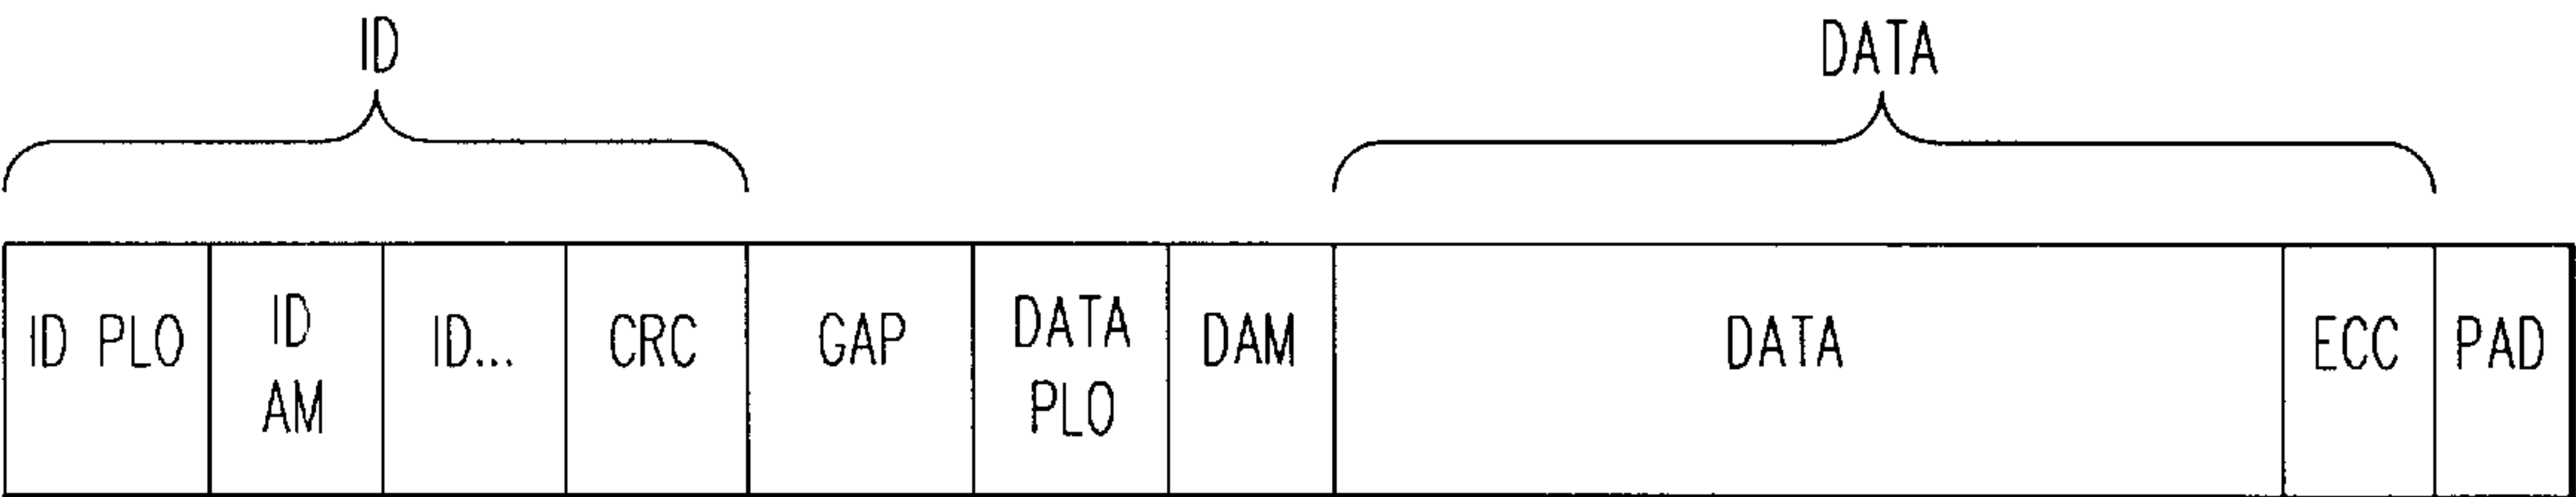 ID
DATA
ID PLO
ID
AM
ID...
CRC
GAP
DATA
PLO
DAM
DATA
ECC
PAD